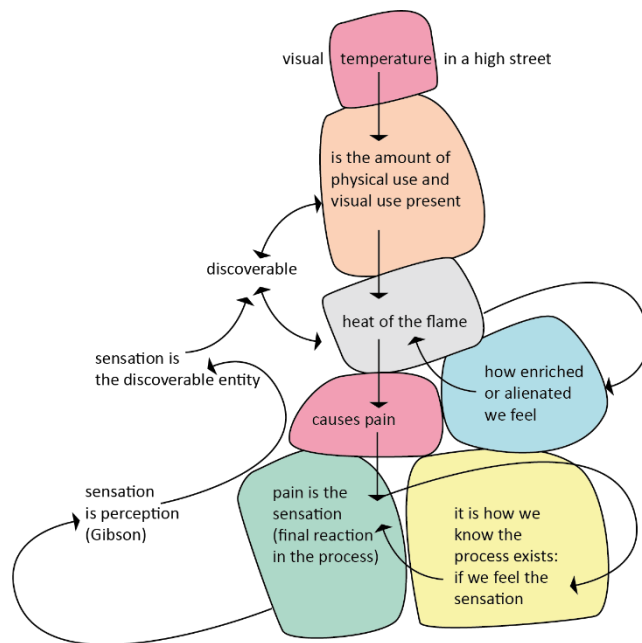 visual temperature in a high street
is the amount of
physical use and
visual use present
discoverable
heat of the flame
sensation is
the discoverable entity
how enriched
or alienated
we feel
causes pain
sensation
is perception
(Gibson)
pain is the
sensation
(final reaction
in the process)
it is how we
know the
process exists:
if we feel the
sensation